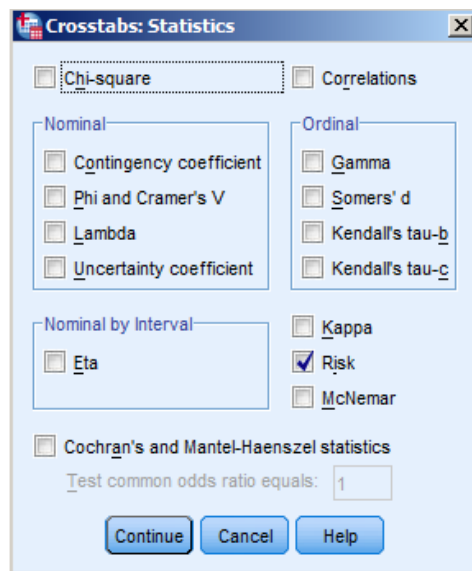 Crosstabs: Statistics
Chi-square
Correlations
Nominal
Contingency coefficient
Phi and Cramer's V
Lambda
Uncertainty coefficient
Ordinal
Gamma
Somers' d
Kendall's tau-b
Kendall's tau-c
Nominal by Interval
Eta
Kappa
Risk
McNemar
Cochran's and Mantel-Haenszel statistics
Test common odds ratio equals: 1
Continue Cancel Help